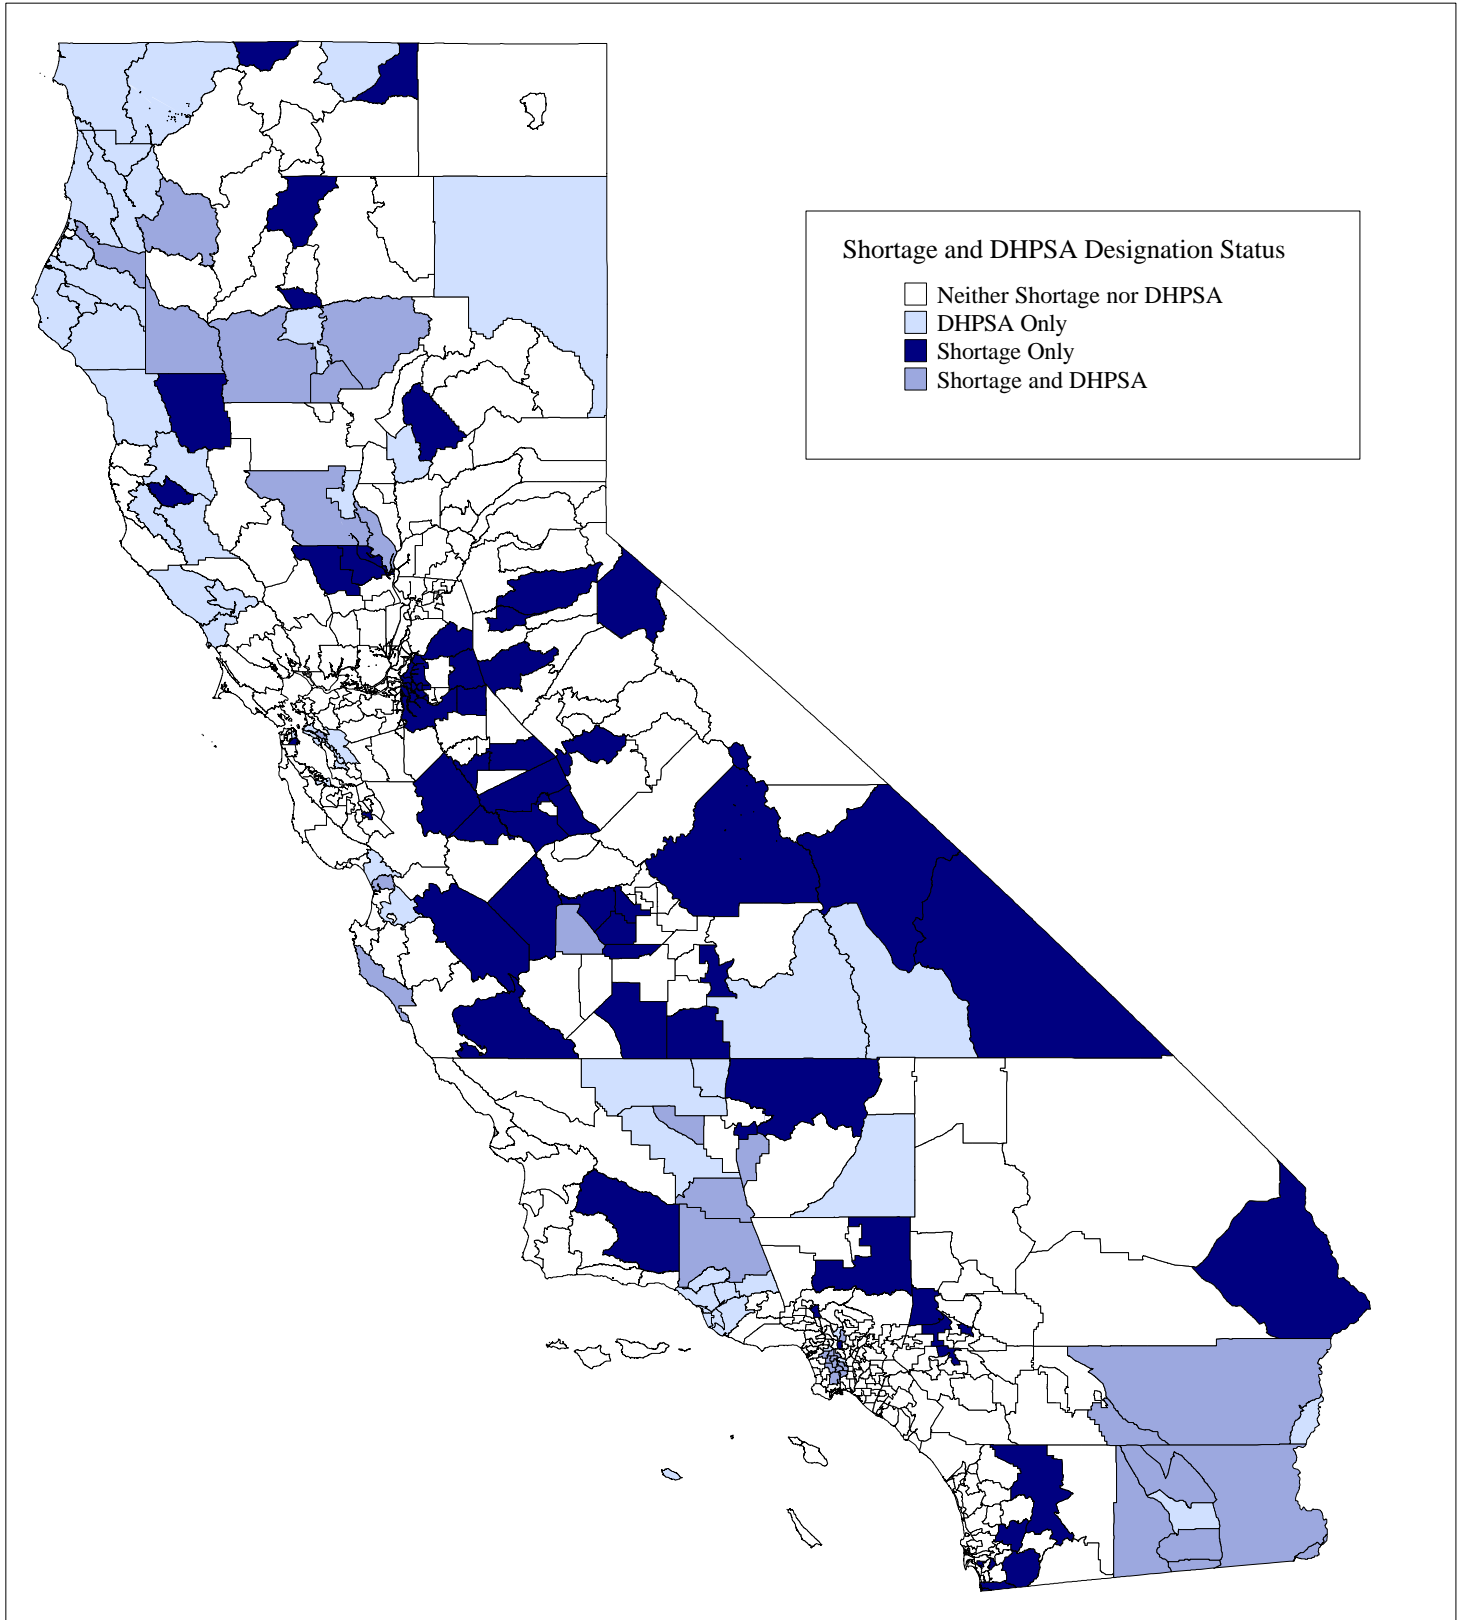 Shortage and DHPSA Designation Status
Neither Shortage nor DHPSA
DHPSA Only
Shortage Only
Shortage and DHPSA